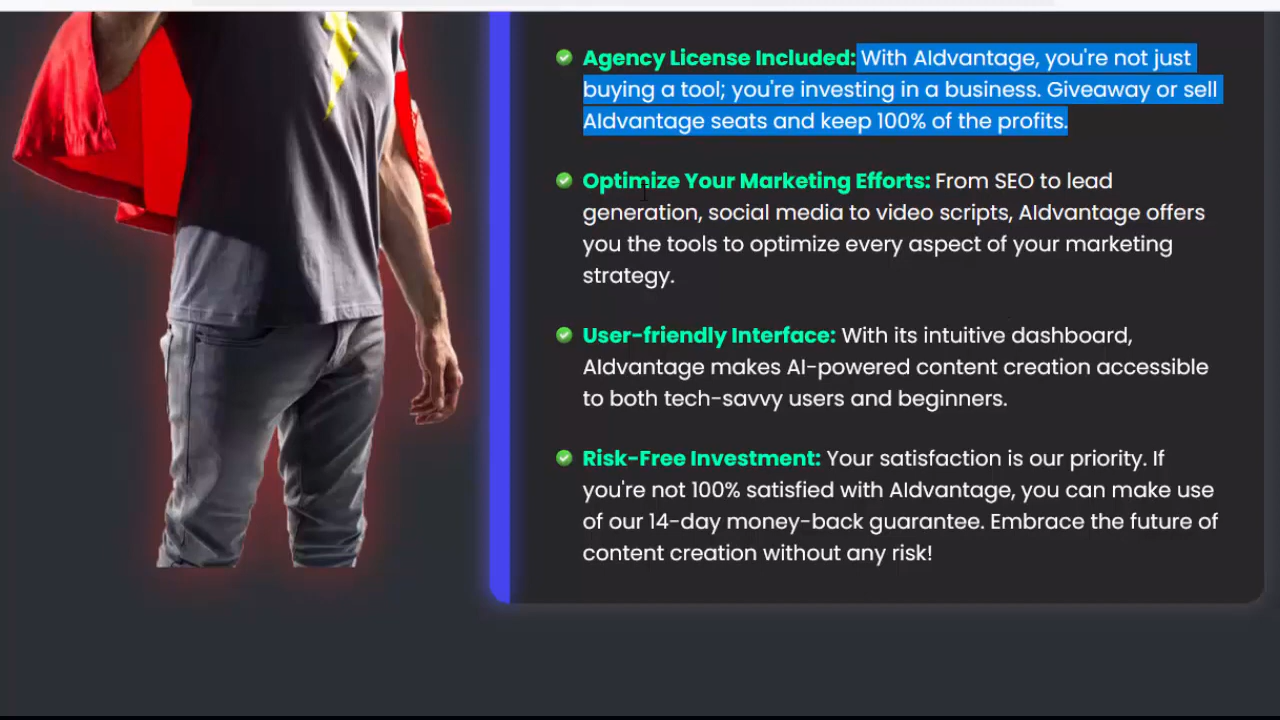 Agency License Included: With AIdvantage, you're not just
buying a tool; you're investing in a business. Giveaway or sell
AIdvantage seats and keep 100% of the profits.
Optimize Your Marketing Efforts: From SEO to lead
generation, social media to video scripts, AIdvantage offers
you the tools to optimize every aspect of your marketing
strategy.
User-friendly Interface: With its intuitive dashboard,
AIdvantage makes AI-powered content creation accessible
to both tech-savvy users and beginners.
Risk-Free Investment: Your satisfaction is our priority. If
you're not 100% satisfied with AIdvantage, you can make use
of our 14-day money-back guarantee. Embrace the future of
content creation without any risk!